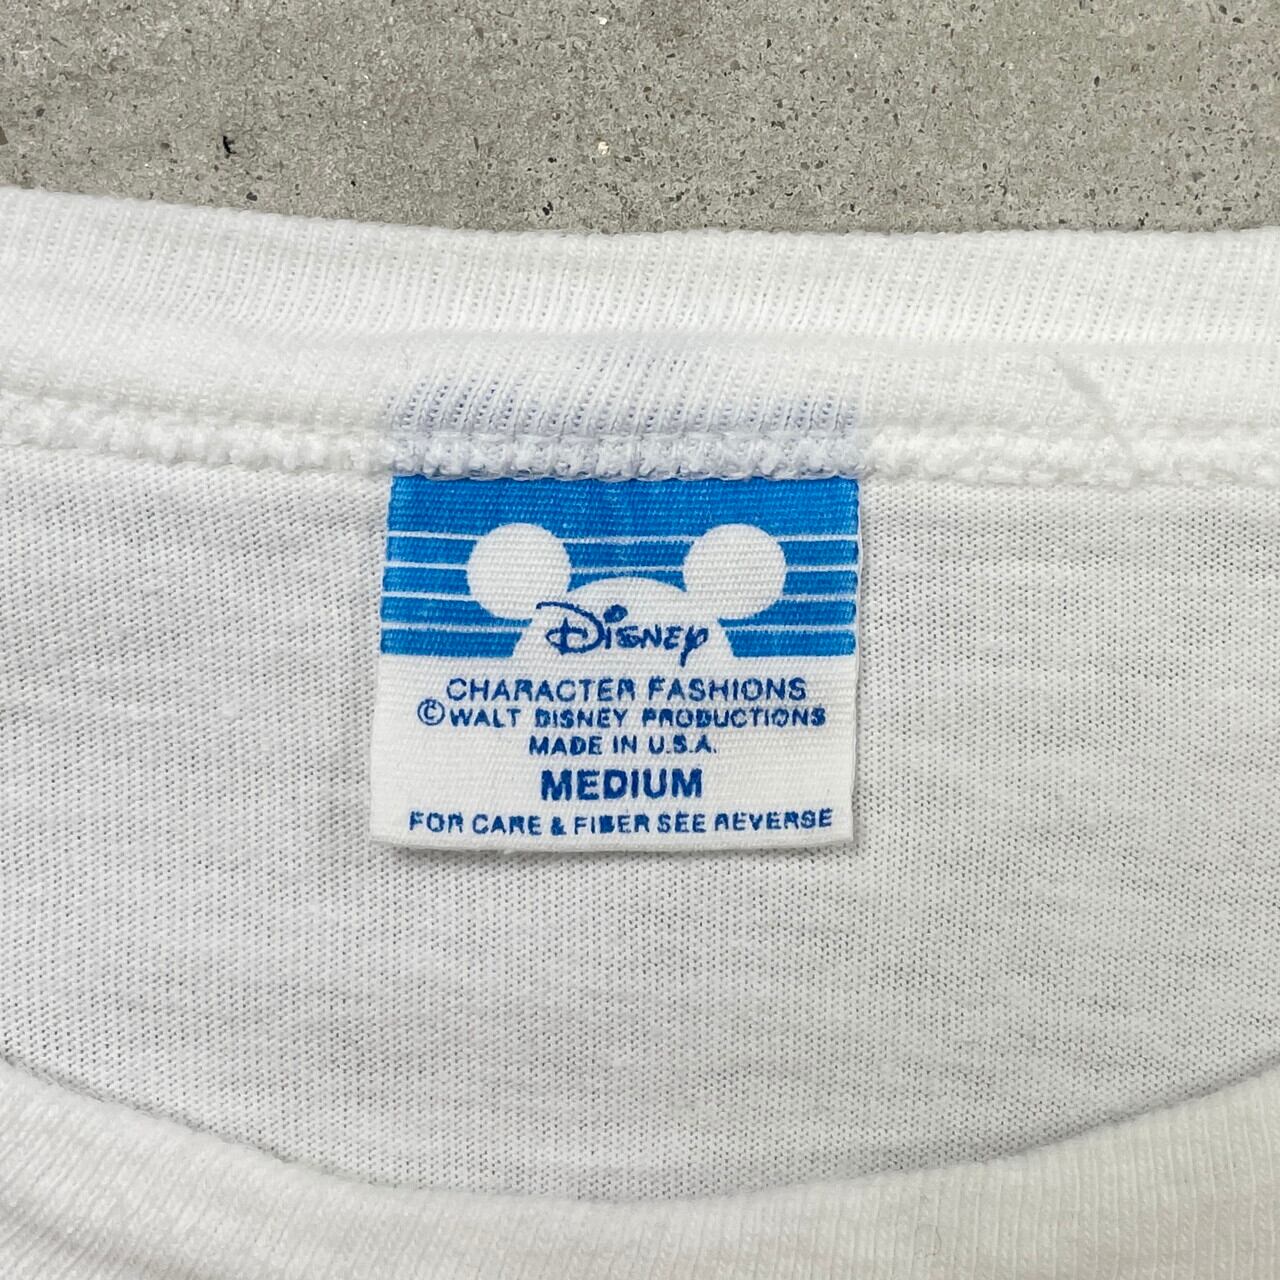 Disney
CHARACTER FASHIONS
©WALT DISNEY PRODUCTIONS
MADE IN U.S.A.
MEDIUM
FOR CARE & FIBER SEE REVERSE